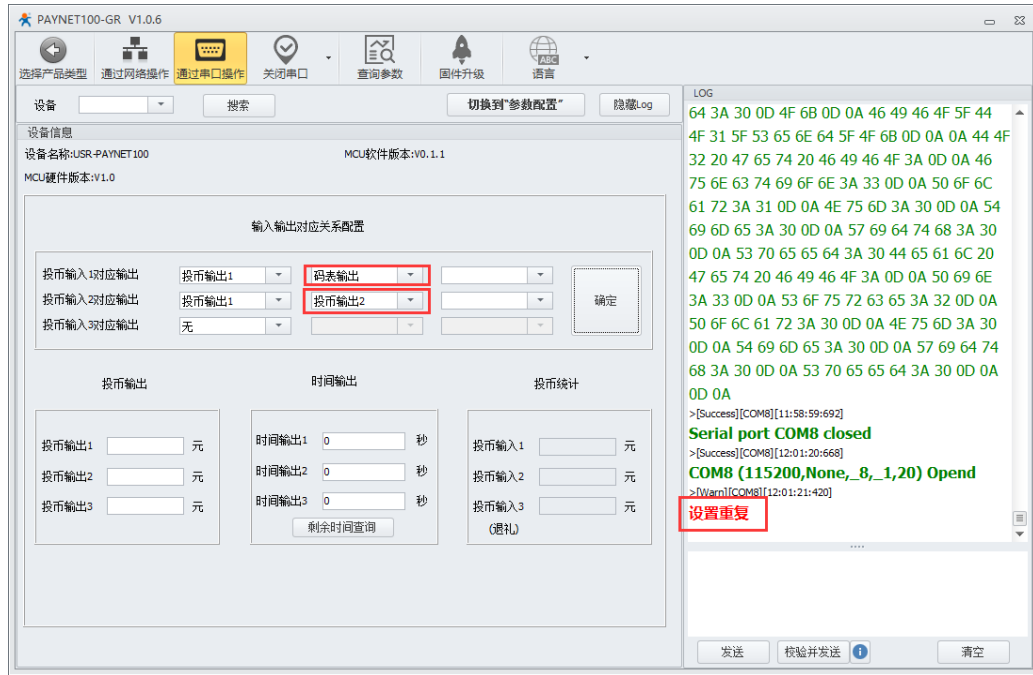 PAYNET100-GR V1.0.6
选择产品类型 通过网络操作 通过串口操作 关闭串口 查询参数 固件升级 语言
ABC
设备 搜索 切换到"参数配置" 隐藏Log
设备信息
设备名称:USR-PAYNET100 MCU软件版本:V0.1.1
MCU硬件版本:V1.0
输入输出对应关系配置
投币输入1对应输出 投币输出1 码表输出
投币输入2对应输出 投币输出1 投币输出2 确定
投币输入3对应输出 无
投币输出 时间输出 投币统计
投币输出1 元 时间输出1 0 秒 投币输入1 元
投币输出2 元 时间输出2 0 秒 投币输入2 元
投币输出3 元 时间输出3 0 秒 投币输入3 元
剩余时间查询 (退礼)
LOG
64 3A 30 0D 4F 6B 0D 0A 46 49 46 4F 5F 44
4F 31 5F 53 65 6E 64 5F 4F 6B 0D 0A 0A 44 4F
32 20 47 65 74 20 46 49 46 4F 3A 0D 0A 46
75 6E 63 74 69 6F 6E 3A 33 0D 0A 50 6F 6C
61 72 3A 31 0D 0A 4E 75 6D 3A 30 0D 0A 54
69 6D 65 3A 30 0D 0A 57 69 64 74 68 3A 30
0D 0A 53 70 65 65 64 3A 30 44 65 61 6C 20
47 65 74 20 46 49 46 4F 3A 0D 0A 50 69 6E
3A 33 0D 0A 53 6F 75 72 63 65 3A 32 0D 0A
50 6F 6C 61 72 3A 30 0D 0A 4E 75 6D 3A 30
0D 0A 54 69 6D 65 3A 30 0D 0A 57 69 64 74
68 3A 30 0D 0A 53 70 65 65 64 3A 30 0D 0A
0D 0A
>[Success][COM8][11:58:59:692]
Serial port COM8 closed
>[Success][COM8][12:01:20:668]
COM8 (115200,None,_8,_1,20) Opend
>[Warn][COM8][12:01:21:420]
设置重复
发送 校验并发送 清空